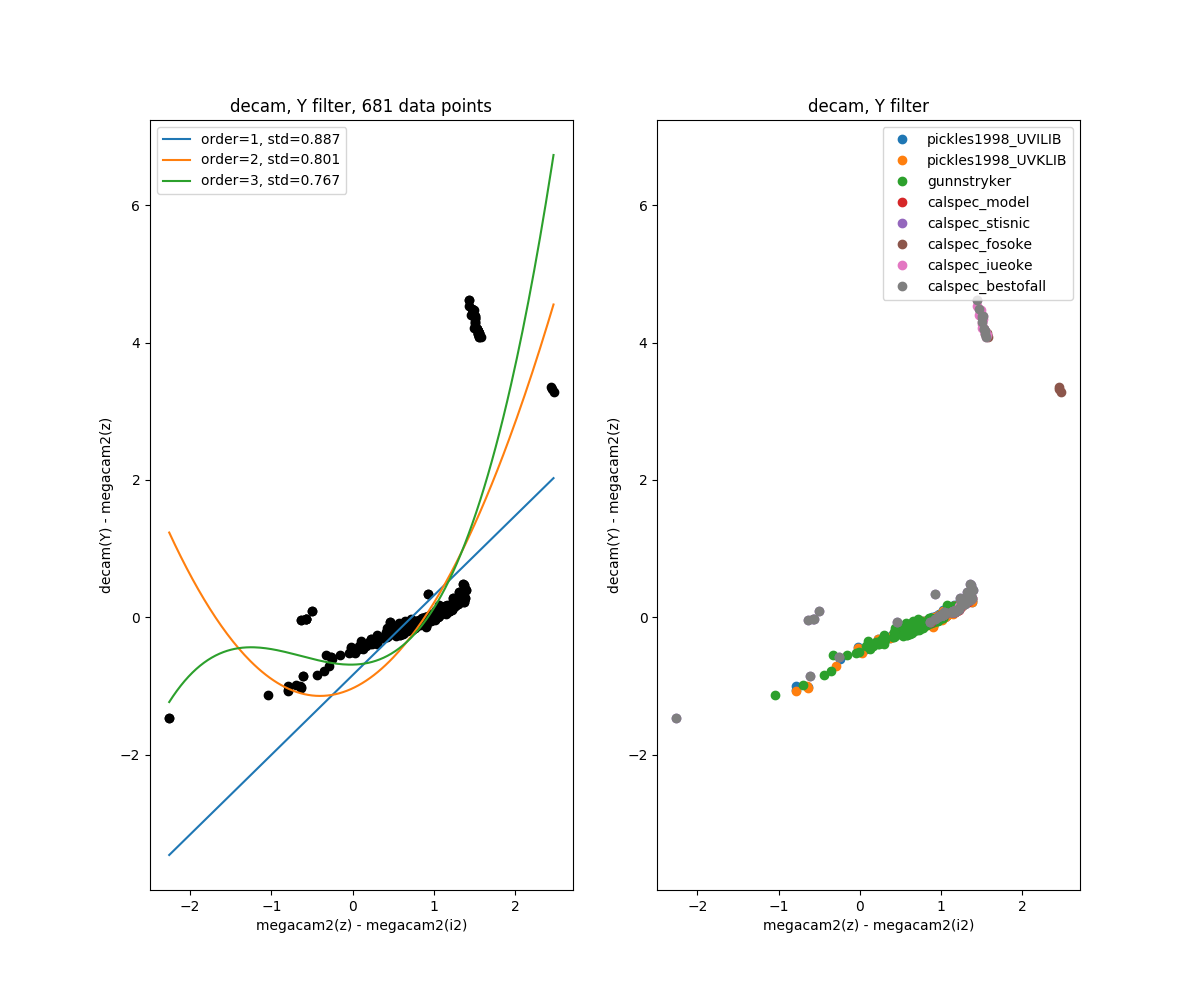 decam, Y filter, 681 data points
order=1, std=0.887
order=2, std=0.801
order=3, std=0.767
6
4
2
0
−2
decam(Y) - megacam2(z)
−2
−1
0
1
2
megacam2(z) - megacam2(i2)
decam, Y filter
pickles1998_UVILIB
pickles1998_UVKLIB
gunnstryker
calspec_model
calspec_stisnic
calspec_fosoke
calspec_iueoke
calspec_bestofall
6
4
2
0
−2
decam(Y) - megacam2(z)
−2
−1
0
1
2
megacam2(z) - megacam2(i2)